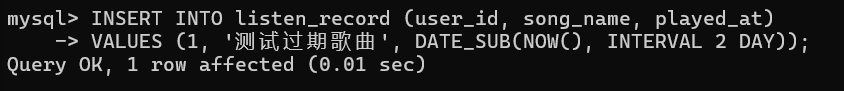 mysql> INSERT INTO listen_record (user_id, song_name, played_at)
    -> VALUES (1, '测试过期歌曲', DATE_SUB(NOW(), INTERVAL 2 DAY));
Query OK, 1 row affected (0.01 sec)